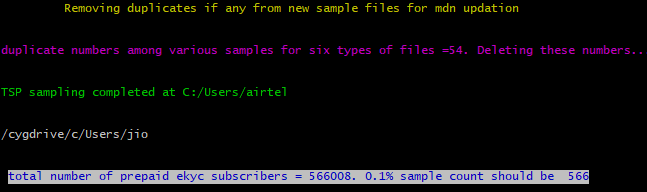 Removing duplicates if any from new sample files for mdn updation
duplicate numbers among various samples for six types of files =54. Deleting these numbers..
TSP sampling completed at C:/Users/airtel
/cygdrive/c/Users/jio
total number of prepaid ekyc subscribers = 566008. 0.1% sample count should be  566